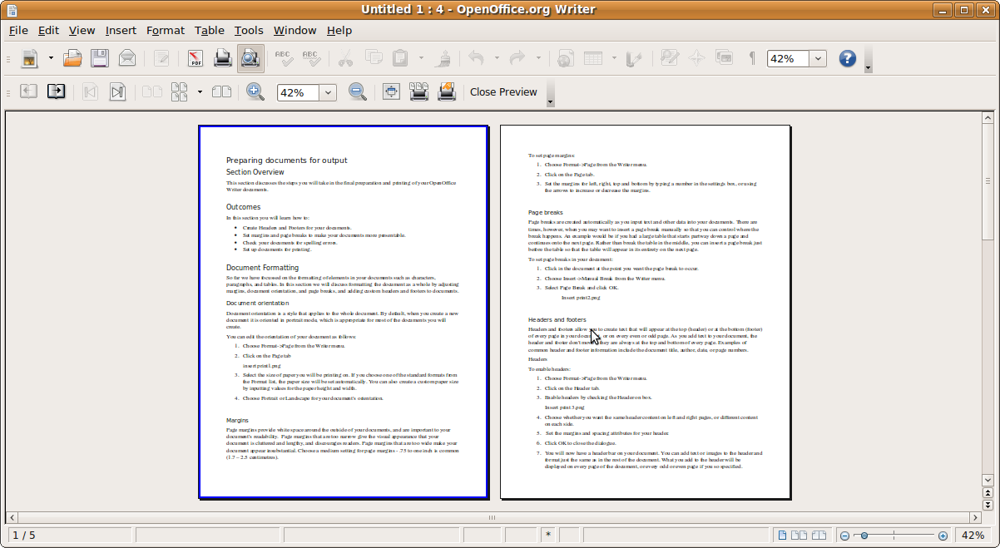 Untitled 1 : 4 - OpenOffice.org Writer
File Edit View Insert Format Table Tools Window Help
PDF ABC ABC 42% ?
42% Close Preview
Preparing documents for output
Section Overview
This section discusses the steps you will take in the final preparation and printing of your OpenOffice
Writer documents.
Outcomes
In this section you will learn how to:
• Create Headers and Footers for your documents.
• Set margins and page breaks to make your documents more presentable.
• Check your documents for spelling errors.
• Set up documents for printing.
Document Formatting
So far we have focussed on the formatting of elements in your documents such as characters,
paragraphs, and tables. In this section we will discuss formatting the document as a whole by adjusting
margins, document orientation, and page breaks, and adding custom headers and footers to documents.
Document orientation
Document orientation is a style that applies to the whole document. By default, when you create a new
document it is oriented in portrait mode, which is appropriate for most of the documents you will
create.
You can edit the orientation of your document as follows:
1. Choose Format->Page from the Writer menu.
2. Click on the Page tab
insert print1.png
3. Select the size of paper you will be printing on. If you choose one of the standard formats from
the Format list, the paper size will be set automatically. You can also create a custom paper size
by inputting values for the paper height and width.
4. Choose Portrait or Landscape for your document's orientation.
Margins
Page margins provide white space around the outside of your documents, and are important to your
document's readability. Page margins that are too narrow give the visual appearance that your
document is cluttered and lengthy, and discourages readers. Page margins that are too wide make your
document appear insubstantial. Choose a medium setting for page margins - .75 to one inch is common
(1.7 – 2.5 centimetres).
To set page margins:
1. Choose Format->Page from the Writer menu.
2. Click on the Page tab.
3. Set the margins for left, right, top and bottom by typing a number in the settings box, or using
the arrows to increase or decrease the margins.
Page breaks
Page breaks are created automatically as you input text and other data into your documents. There are
times, however, when you may want to insert a page break manually so that you can control where the
break happens. An example would be if you had a large table that starts partway down a page and
continues onto the next page. Rather than break the table in the middle, you can insert a page break just
before the table so that the table will appear in its entirety on the next page.
To set page breaks in your document:
1. Click in the document at the point you want the page break to occur.
2. Choose Insert->Manual Break from the Writer menu.
3. Select Page Break and click OK.
Insert print2.png
Headers and footers
Headers and footers allow you to create text that will appear at the top (header) or at the bottom (footer)
of every page in your document, or on every even or odd page. As you add text to your document, the
header and footer don't move; they are always at the top and bottom of every page. Examples of
common header and footer information include the document title, author, data, or page numbers.
Headers
To enable headers:
1. Choose Format->Page from the Writer menu.
2. Click on the Header tab.
3. Enable headers by checking the Header on box.
Insert print3.png
4. Choose whether you want the same header content on left and right pages, or different content
on each side.
5. Set the margins and spacing attributes for your header.
6. Click OK to close the dialogue.
7. You will now have a header bar on your document. You can add text or images to the header and
format just the same as in the rest of the document. What you add to the header will be
displayed on every page of the document, or every odd or even page if you so specified.
1 / 5 * 42%